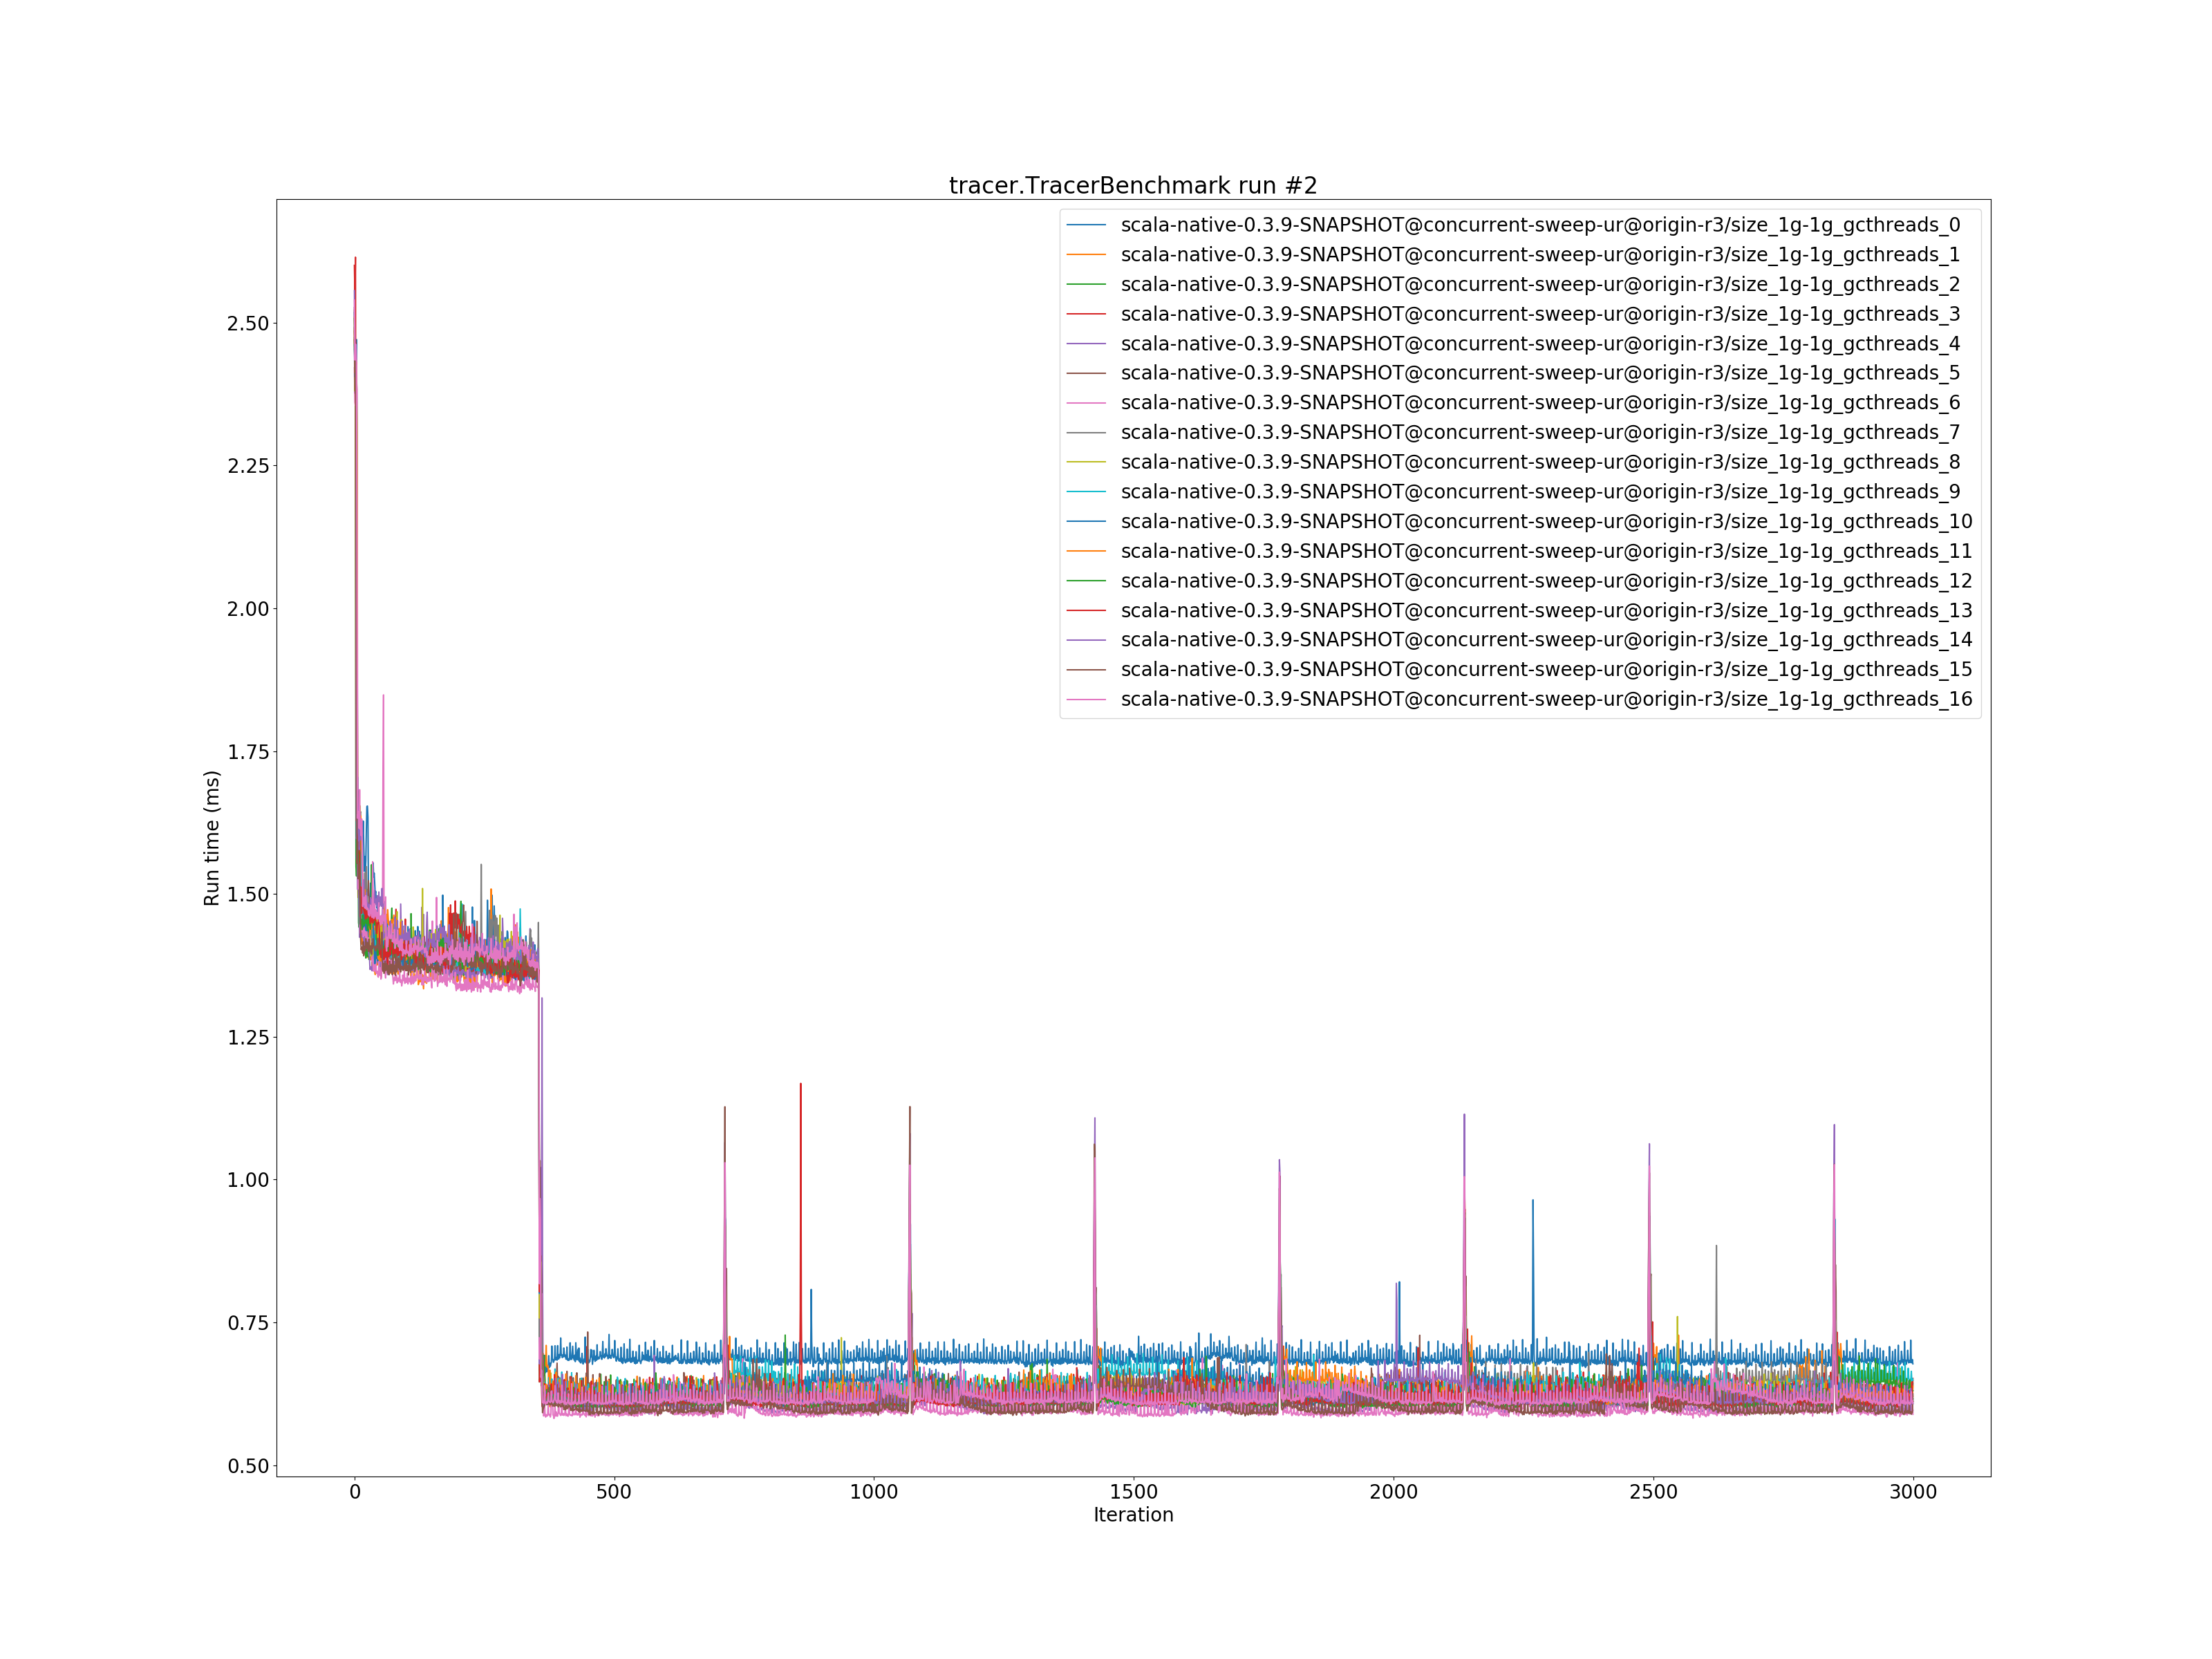 tracer.TracerBenchmark run #2
scala-native-0.3.9-SNAPSHOT@concurrent-sweep-ur@origin-r3/size_1g-1g_gcthreads_0
scala-native-0.3.9-SNAPSHOT@concurrent-sweep-ur@origin-r3/size_1g-1g_gcthreads_1
scala-native-0.3.9-SNAPSHOT@concurrent-sweep-ur@origin-r3/size_1g-1g_gcthreads_2
scala-native-0.3.9-SNAPSHOT@concurrent-sweep-ur@origin-r3/size_1g-1g_gcthreads_3
scala-native-0.3.9-SNAPSHOT@concurrent-sweep-ur@origin-r3/size_1g-1g_gcthreads_4
scala-native-0.3.9-SNAPSHOT@concurrent-sweep-ur@origin-r3/size_1g-1g_gcthreads_5
scala-native-0.3.9-SNAPSHOT@concurrent-sweep-ur@origin-r3/size_1g-1g_gcthreads_6
scala-native-0.3.9-SNAPSHOT@concurrent-sweep-ur@origin-r3/size_1g-1g_gcthreads_7
scala-native-0.3.9-SNAPSHOT@concurrent-sweep-ur@origin-r3/size_1g-1g_gcthreads_8
scala-native-0.3.9-SNAPSHOT@concurrent-sweep-ur@origin-r3/size_1g-1g_gcthreads_9
scala-native-0.3.9-SNAPSHOT@concurrent-sweep-ur@origin-r3/size_1g-1g_gcthreads_10
scala-native-0.3.9-SNAPSHOT@concurrent-sweep-ur@origin-r3/size_1g-1g_gcthreads_11
scala-native-0.3.9-SNAPSHOT@concurrent-sweep-ur@origin-r3/size_1g-1g_gcthreads_12
scala-native-0.3.9-SNAPSHOT@concurrent-sweep-ur@origin-r3/size_1g-1g_gcthreads_13
scala-native-0.3.9-SNAPSHOT@concurrent-sweep-ur@origin-r3/size_1g-1g_gcthreads_14
scala-native-0.3.9-SNAPSHOT@concurrent-sweep-ur@origin-r3/size_1g-1g_gcthreads_15
scala-native-0.3.9-SNAPSHOT@concurrent-sweep-ur@origin-r3/size_1g-1g_gcthreads_16
Run time (ms)
2.50
2.25
2.00
1.75
1.50
1.25
1.00
0.75
0.50
0 500 1000 1500 2000 2500 3000
Iteration